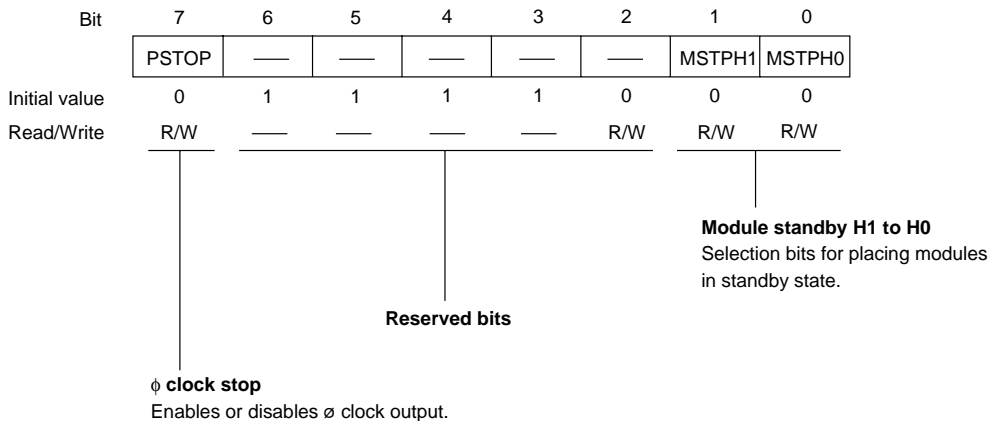 Bit 7 6 5 4 3 2 1 0
PSTOP — — — — — MSTPH1 MSTPH0
Initial value 0 1 1 1 1 0 0 0
Read/Write R/W — — — — R/W R/W R/W
Module standby H1 to H0
Selection bits for placing modules
in standby state.
Reserved bits
ϕ clock stop
Enables or disables ø clock output.